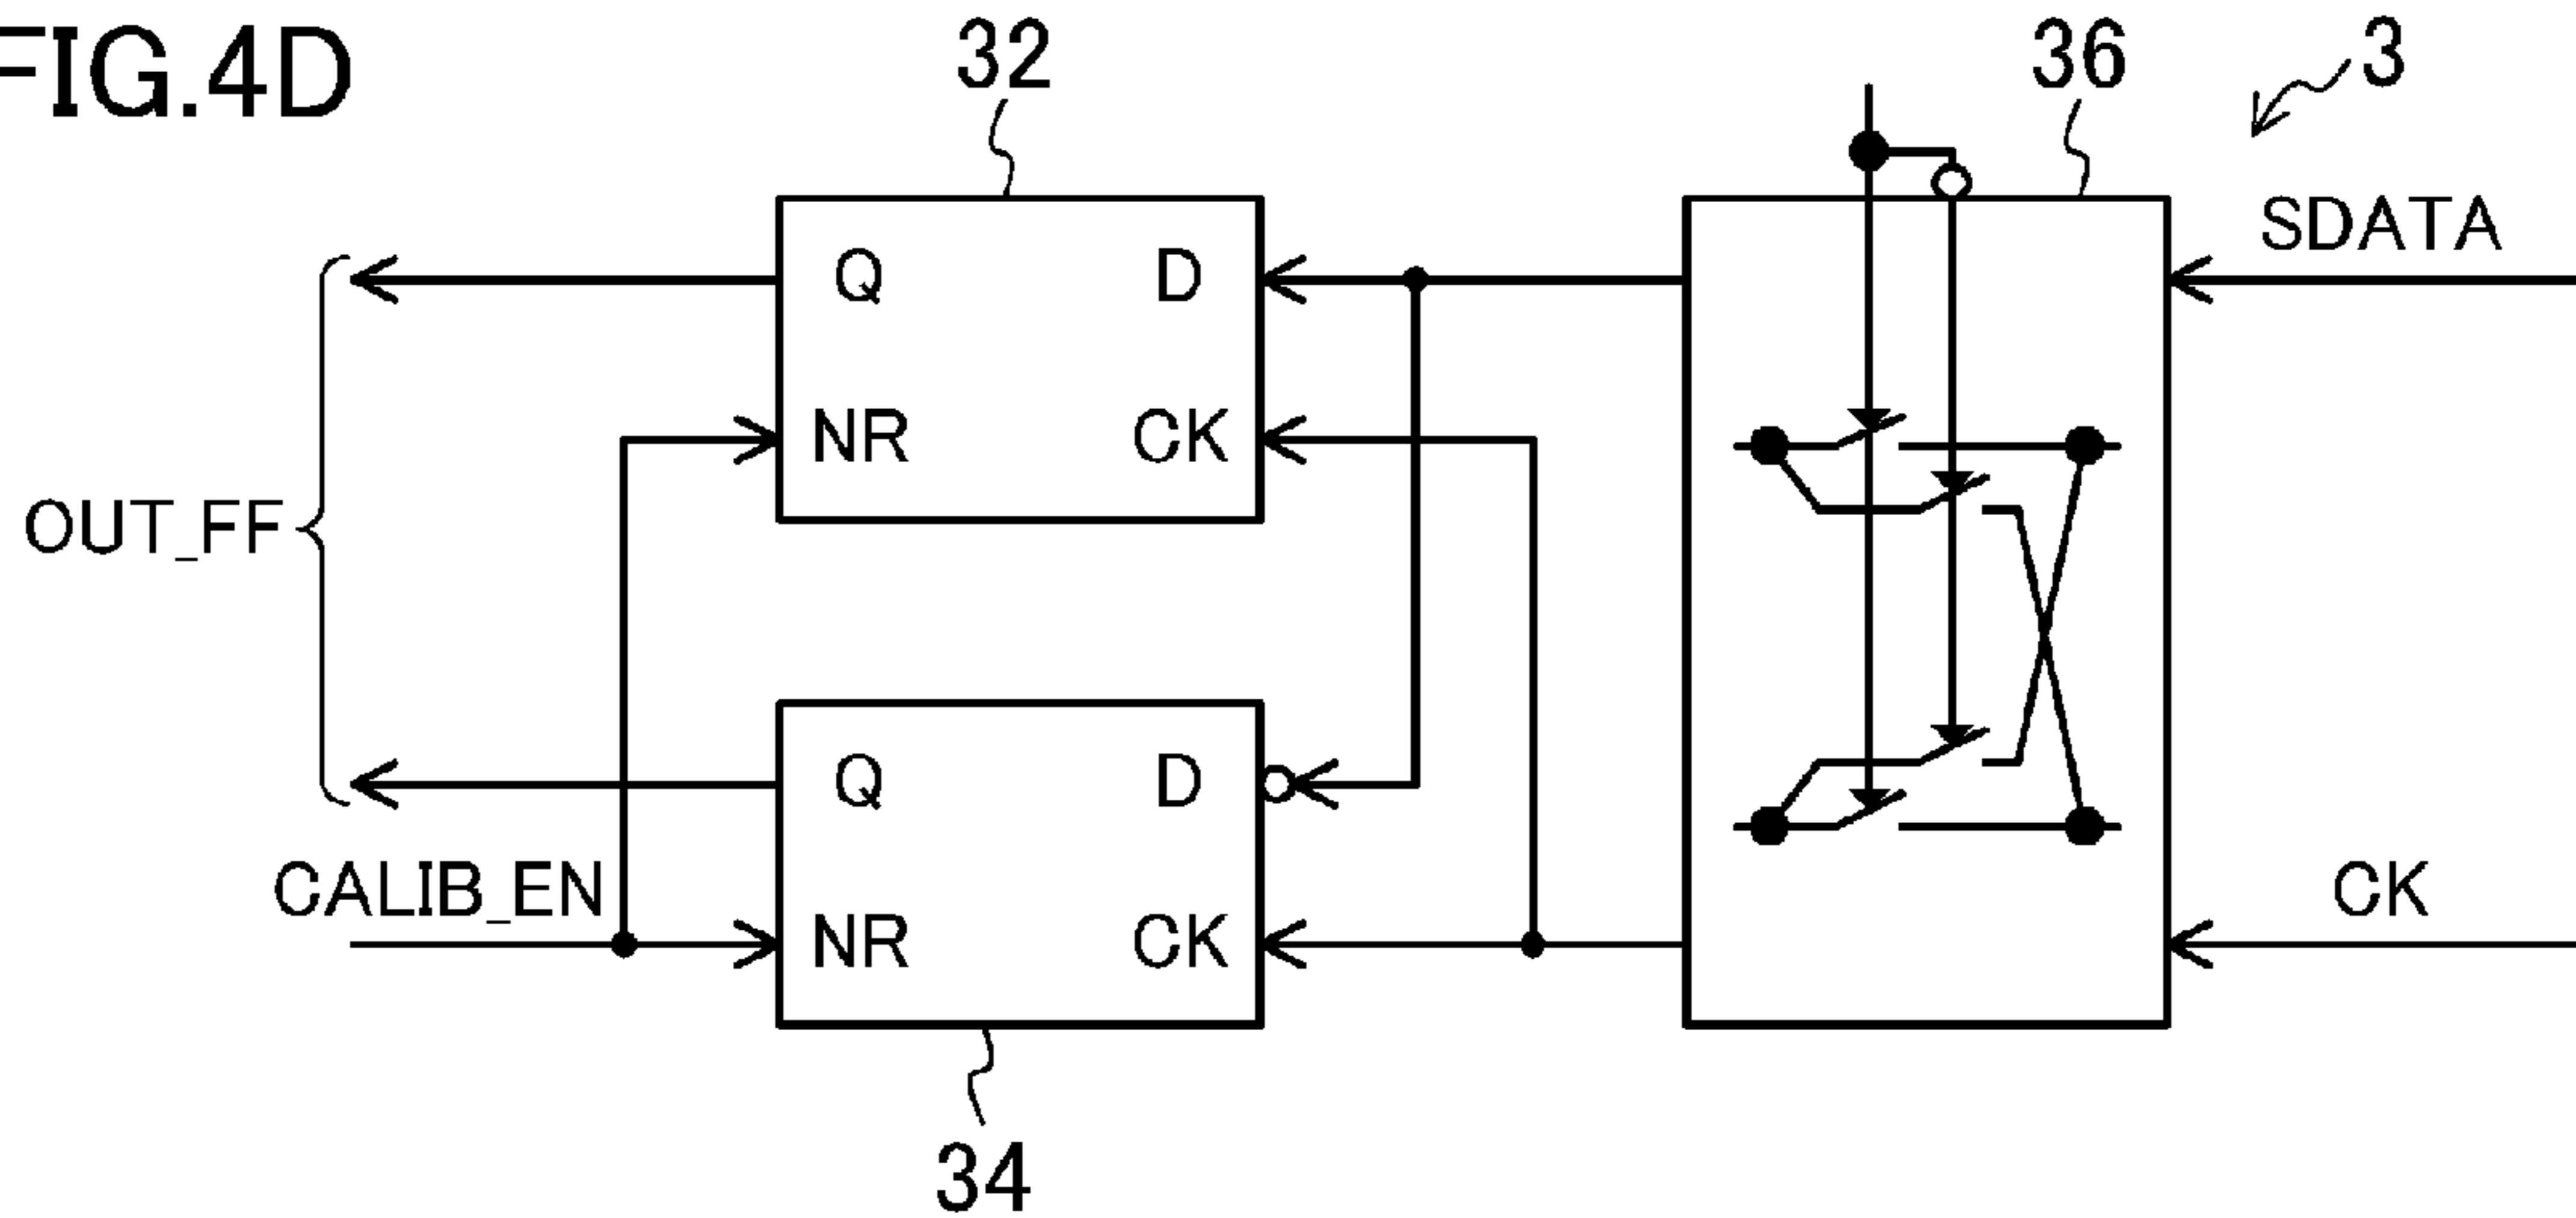 FIG.4D
32
36
3
SDATA
Q
D
NR
CK
OUT_FF
Q
D
CALIB_EN
NR
CK
CK
34